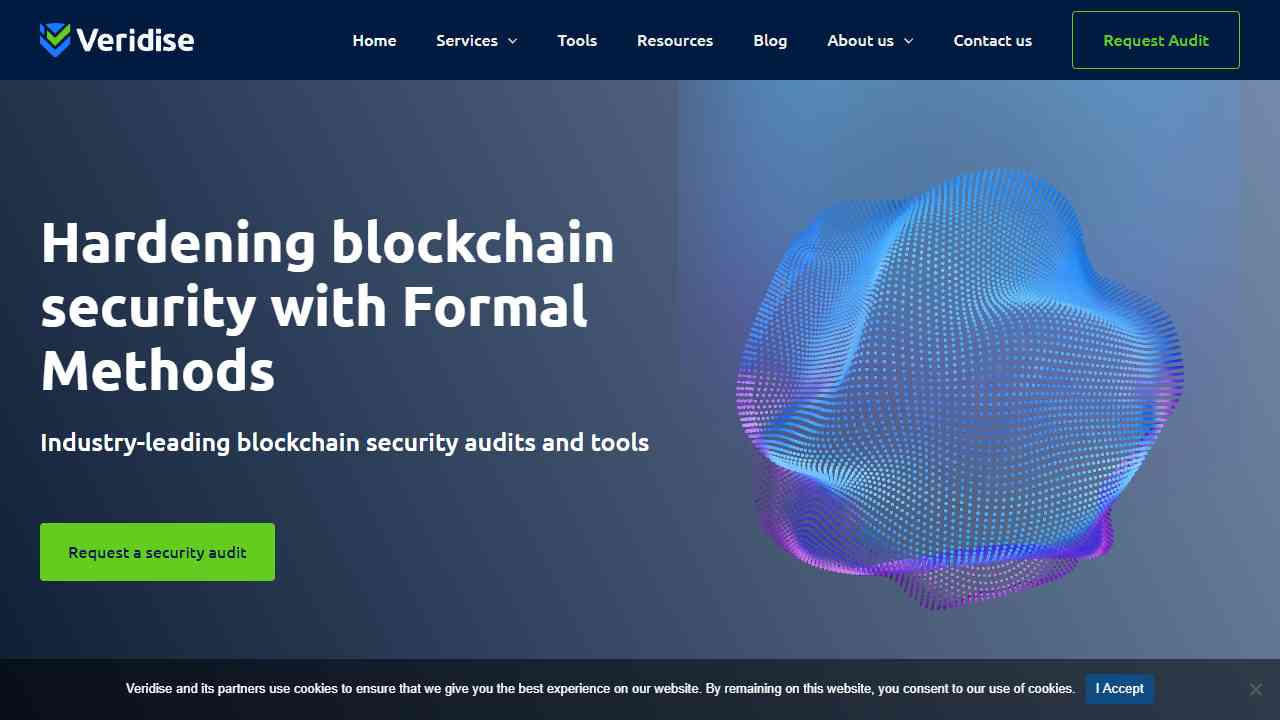 Veridise
Home Services Tools Resources Blog About us Contact us Request Audit
Hardening blockchain
security with Formal
Methods
Industry-leading blockchain security audits and tools
Request a security audit
Veridise and its partners use cookies to ensure that we give you the best experience on our website. By remaining on this website, you consent to our use of cookies. I Accept